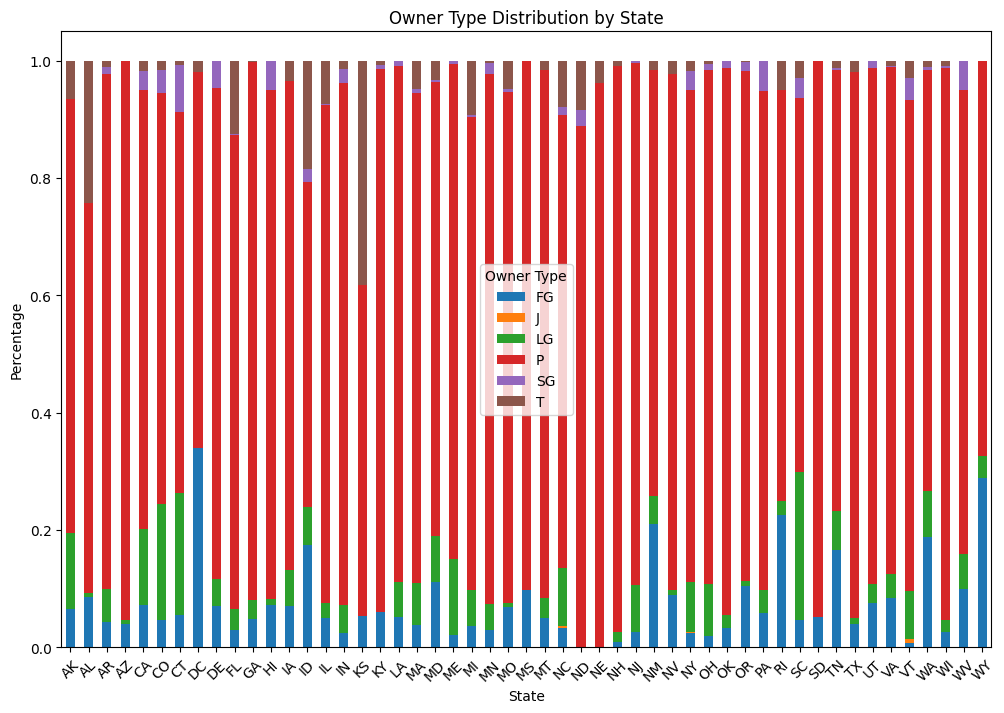 Owner Type Distribution by State
Percentage
1.0
0.8
0.6
0.4
0.2
0.0
Owner Type
FG
J
LG
P
SG
T
AK AL AR AZ CA CO CT DC DE FL GA HI IA ID IL IN KS KY LA MA MD ME MI MN MO MS MT NC ND NE NH NJ NM NV NY OH OK OR PA RI SC SD TN TX UT VA VT WA WI WV WY
State